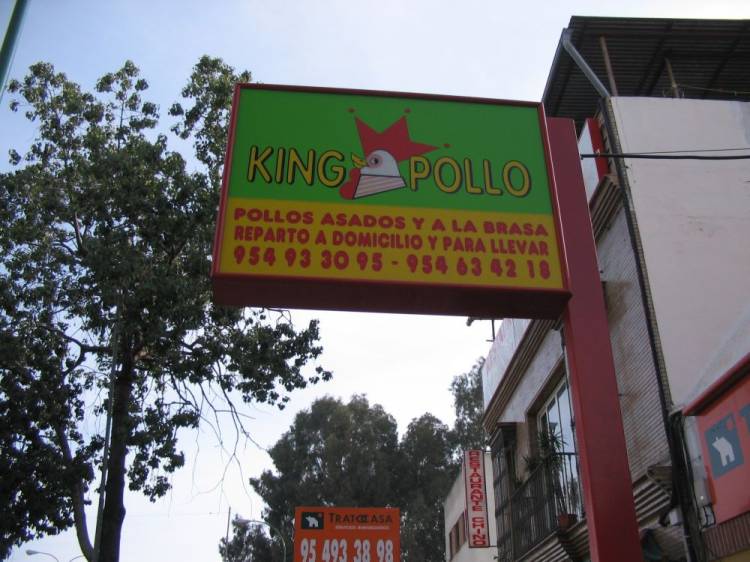 KING POLLO
POLLOS ASADOS Y A LA BRASA
REPARTO A DOMICILIO Y PARA LLEVAR
954 93 30 95 - 954 63 42 18
RESTAURANTE CHINO
TRATOCASA
95 493 38 98